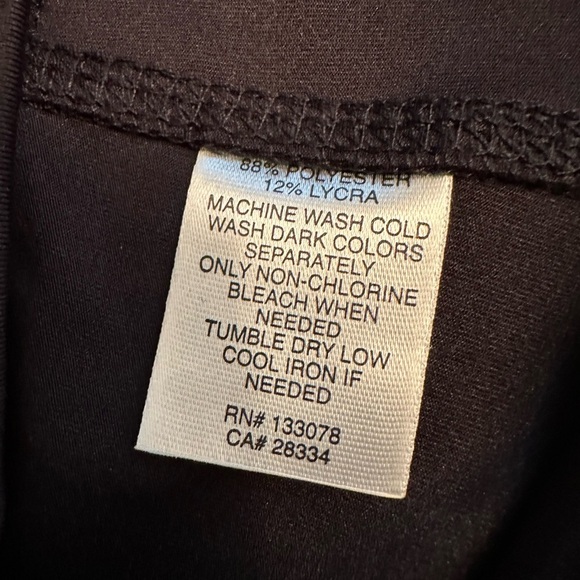 88% POLYESTER
12% LYCRA
MACHINE WASH COLD
WASH DARK COLORS
SEPARATELY
ONLY NON-CHLORINE
BLEACH WHEN
NEEDED
TUMBLE DRY LOW
COOL IRON IF
NEEDED
RN# 133078
CA# 28334